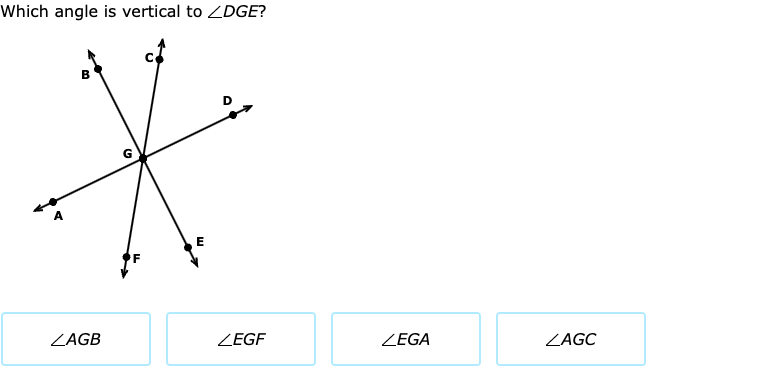 Which angle is vertical to ∠DGE?
C
B
D
G
A
E
F
∠AGB ∠EGF ∠EGA ∠AGC